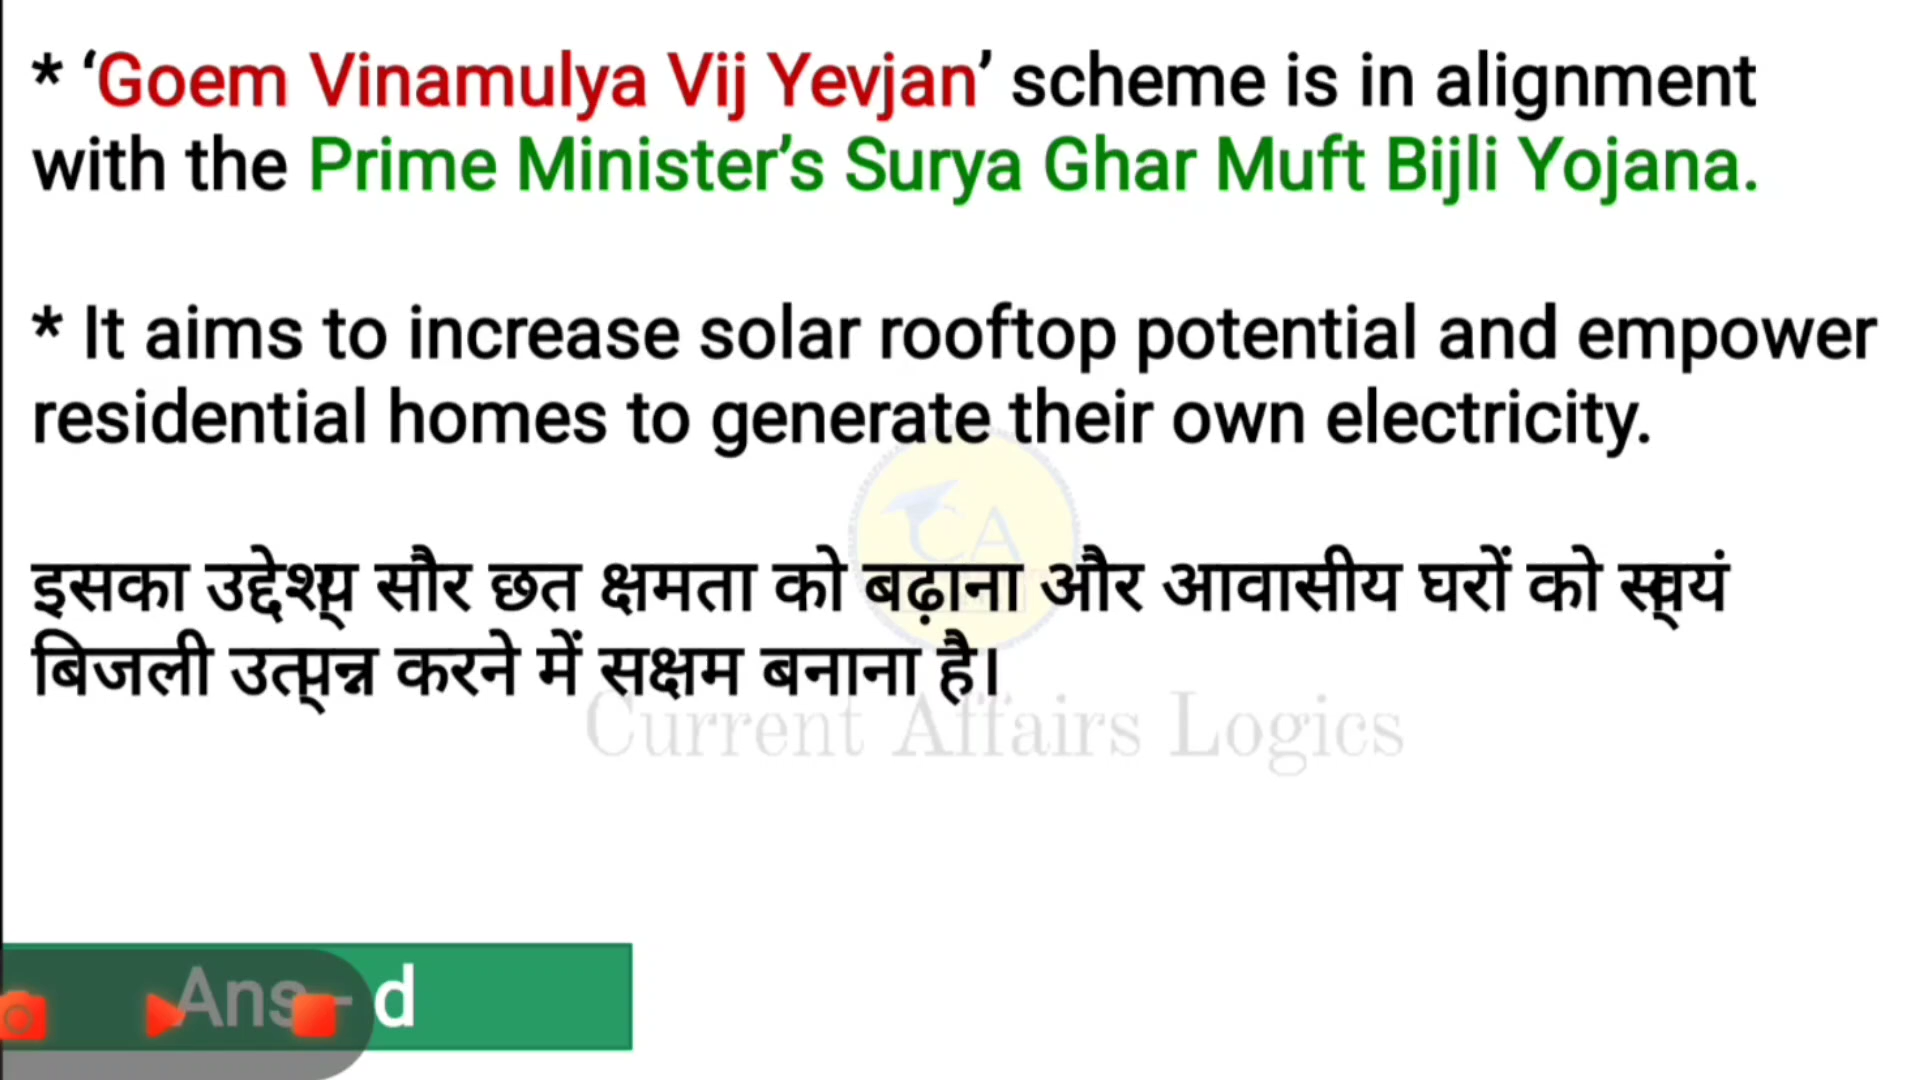 * ‘Goem Vinamulya Vij Yevjan’ scheme is in alignment
with the Prime Minister’s Surya Ghar Muft Bijli Yojana.
* It aims to increase solar rooftop potential and empower
residential homes to generate their own electricity.
इसका उद्देश्य सौर छत क्षमता को बढ़ाना और आवासीय घरों को स्वयं
बिजली उत्पन्न करने में सक्षम बनाना है।
CA
Current Affairs Logics
Ans - d